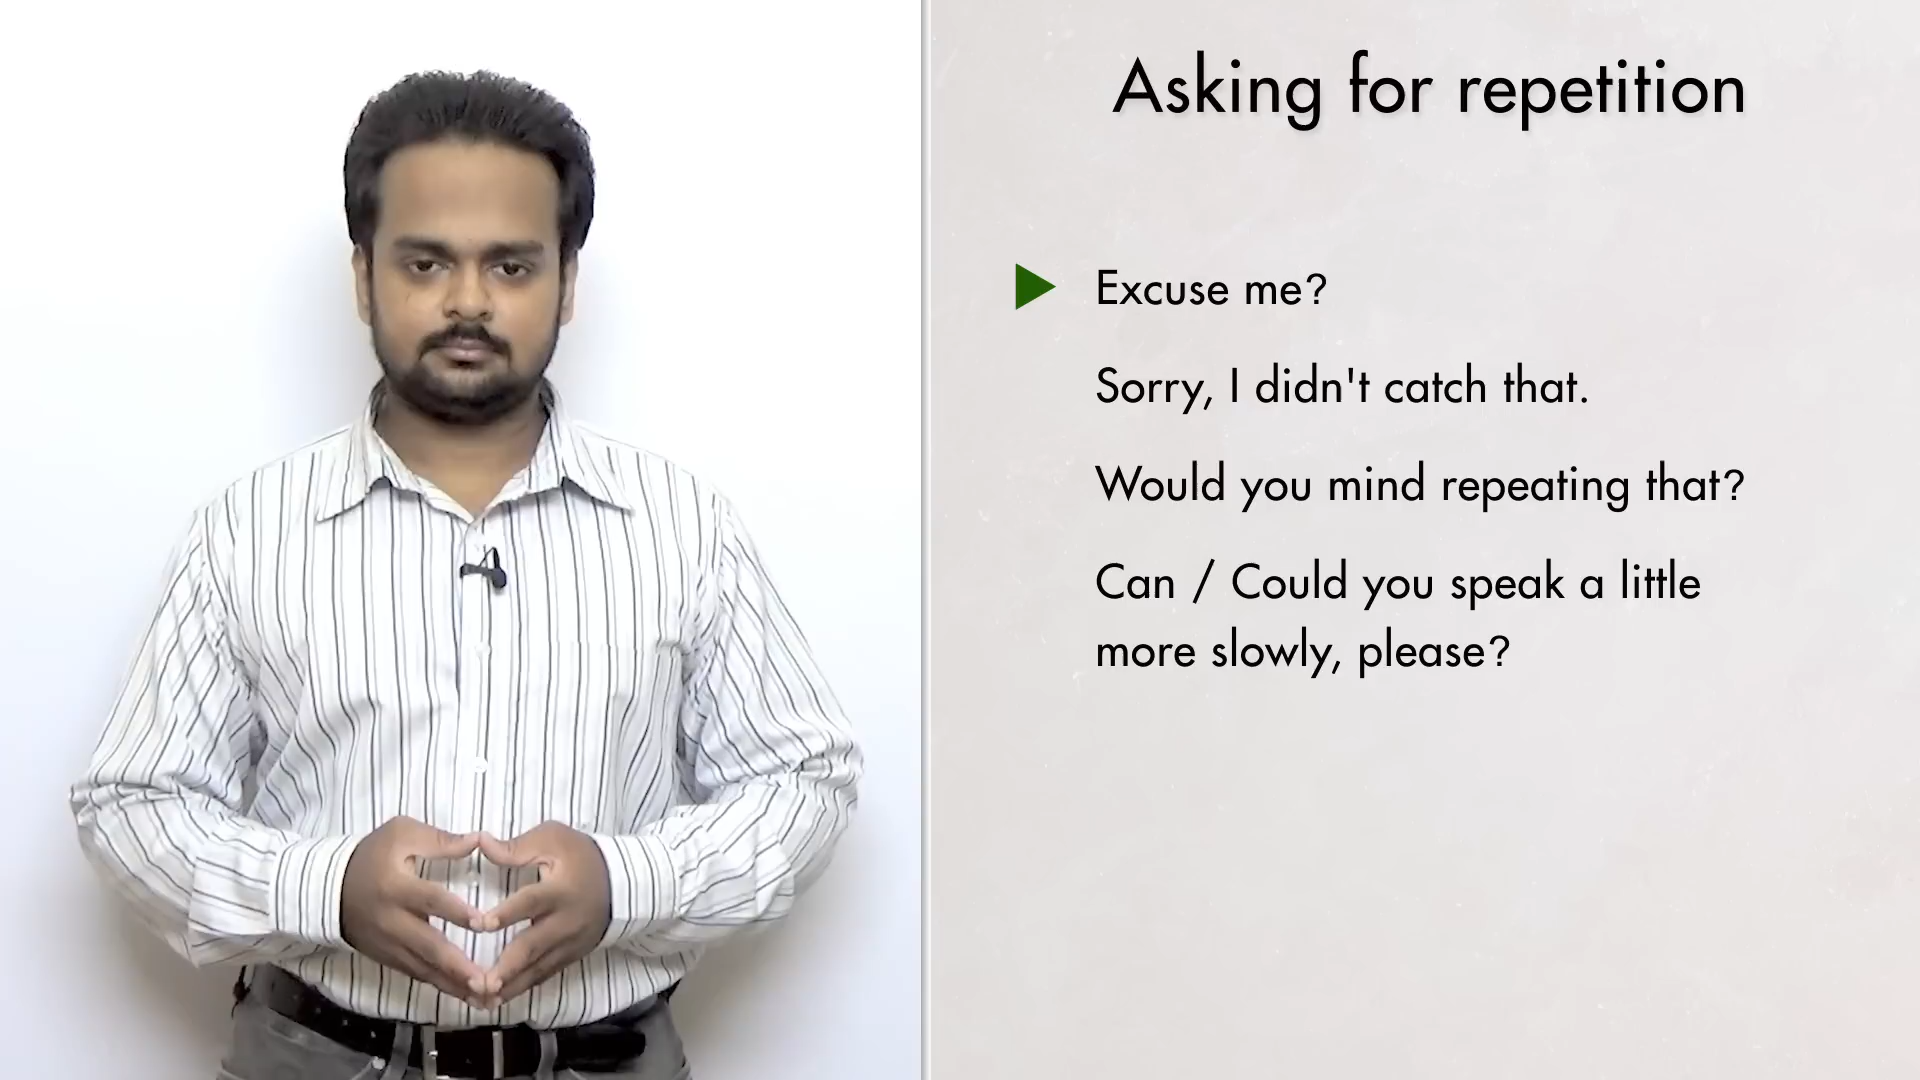 Asking for repetition
Excuse me?
Sorry, I didn't catch that.
Would you mind repeating that?
Can / Could you speak a little
more slowly, please?